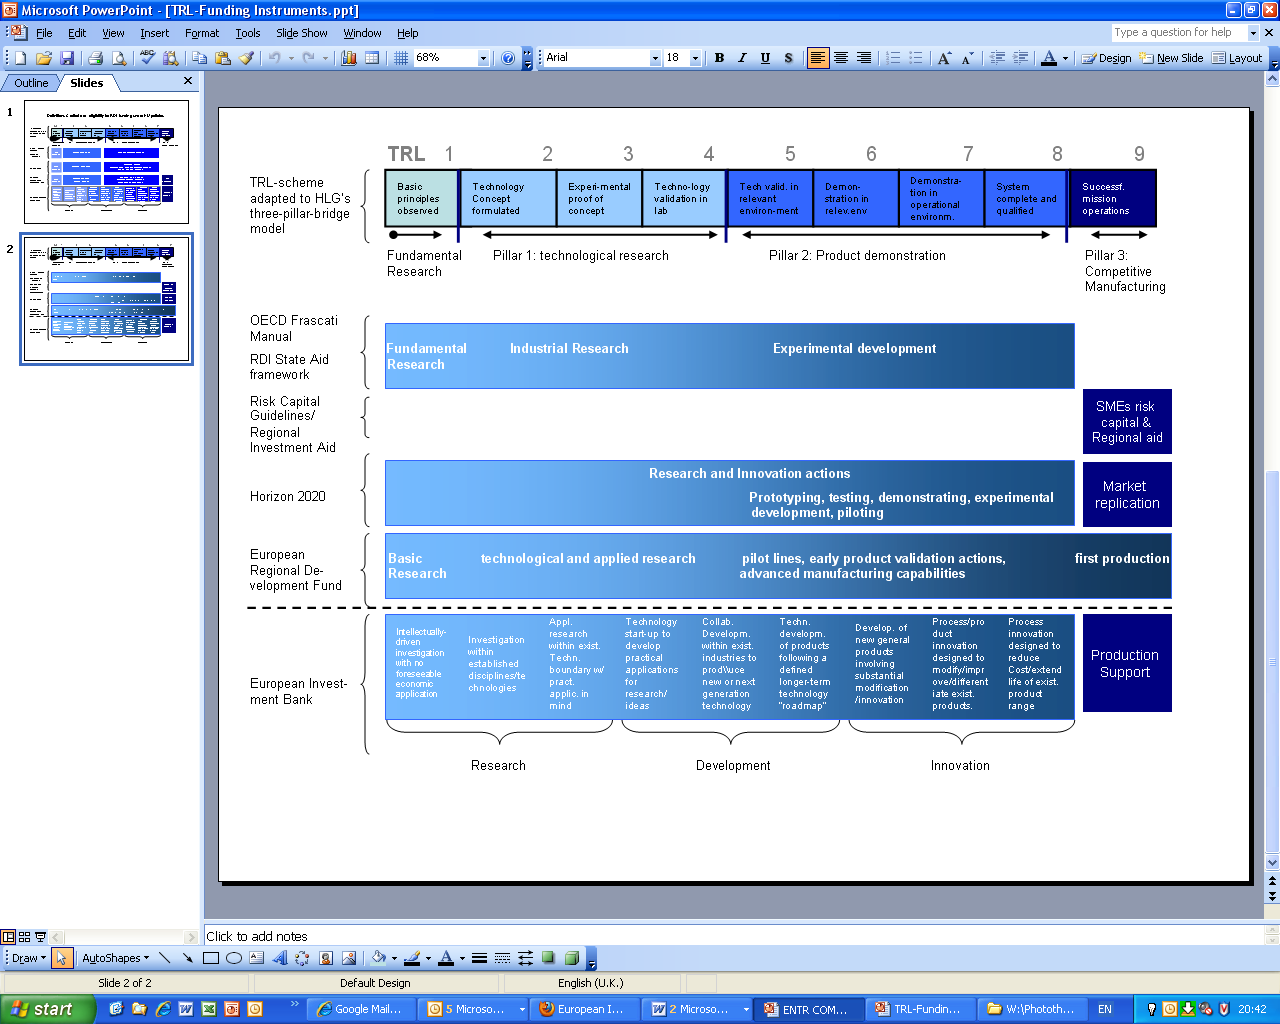 Microsoft PowerPoint - [TRL-Funding Instruments.ppt]
File Edit View Insert Format Tools Slide Show Window Help
Type a question for help
68%
Arial
18
B I U S
Design New Slide Layout
Outline Slides
1
2
TRL 1 2 3 4 5 6 7 8 9
TRL-scheme
adapted to HLG's
three-pillar-bridge
model
Basic
principles
observed
Technology
Concept
formulated
Experi-mental
proof of
concept
Techno-logy
validation in
lab
Tech valid. in
relevant
environ-ment
Demon-
stration in
relev.env
Demonstra-
tion in
operational
environm.
System
complete and
qualified
Successf.
mission
operations
Fundamental
Research
Pillar 1: technological research
Pillar 2: Product demonstration
Pillar 3:
Competitive
Manufacturing
OECD Frascati
Manual
RDI State Aid
framework
Fundamental
Research
Industrial Research
Experimental development
Risk Capital
Guidelines/
Regional
Investment Aid
SMEs risk
capital &
Regional aid
Horizon 2020
Research and Innovation actions
Prototyping, testing, demonstrating, experimental
development, piloting
Market
replication
European
Regional De-
velopment Fund
Basic
Research
technological and applied research
pilot lines, early product validation actions,
advanced manufacturing capabilities
first production
European Invest-
ment Bank
Intellectually-
driven
investigation
with no
foreseeable
economic
application
Investigation
within
established
disciplines/te
chnologies
Appl.
research
within exist.
Techn.
boundary w/
pract.
applic. in
mind
Technology
start-up to
develop
practical
applications
for
research/
ideas
Collab.
Developm.
within exist.
industries to
prod\\uce
new or next
generation
technology
Techn.
developm.
of products
following a
defined
longer-term
technology
"roadmap"
Develop. of
new general
products
involving
substantial
modification
/innovation
Process/pro
duct
innovation
designed to
modify/impr
ove/different
iate exist.
products.
Process
innovation
designed to
reduce
Cost/extend
life of exist.
product
range
Production
Support
Research
Development
Innovation
Click to add notes
Draw AutoShapes
Slide 2 of 2
Default Design
English (U.K.)
start
Google Mail...
5 Microso...
European I...
2 Microso...
ENTR COM...
TRL-Fundin...
W:\Phototh...
EN
20:42